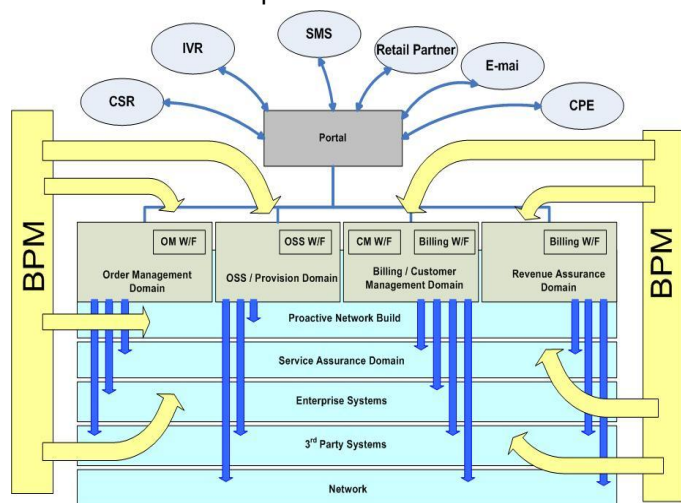 SMS
IVR
Retail Partner
E-mai
CSR
CPE
Portal
BPM
BPM
OM W/F
OSS W/F
CM W/F
Billing W/F
Billing W/F
Order Management
Domain
OSS / Provision Domain
Billing / Customer
Management Domain
Revenue Assurance
Domain
Proactive Network Build
Service Assurance Domain
Enterprise Systems
3rd Party Systems
Network